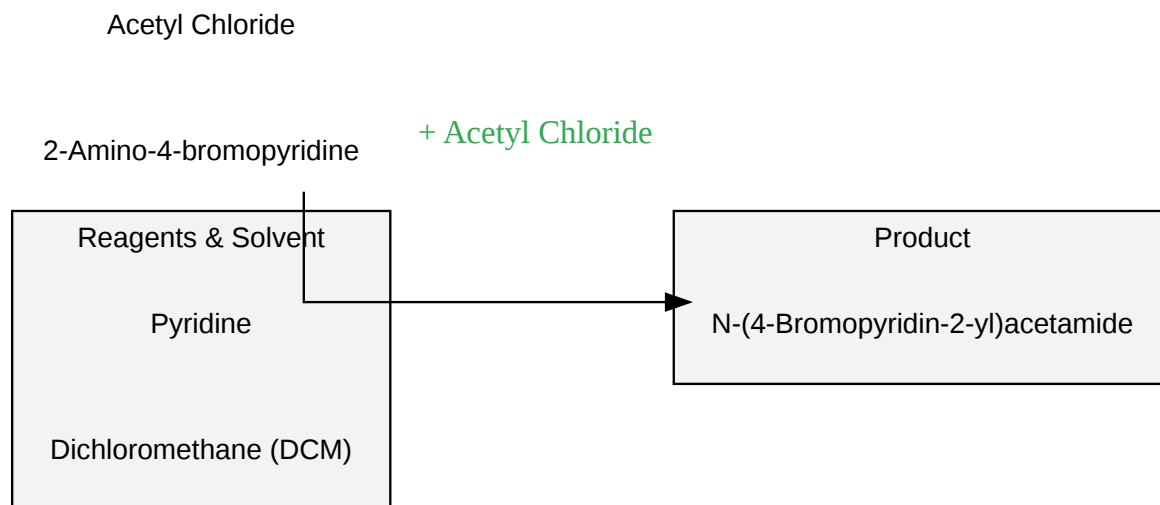 Acetyl Chloride
2-Amino-4-bromopyridine
+ Acetyl Chloride
Reagents & Solvent
Pyridine
Dichloromethane (DCM)
Product
N-(4-Bromopyridin-2-yl)acetamide